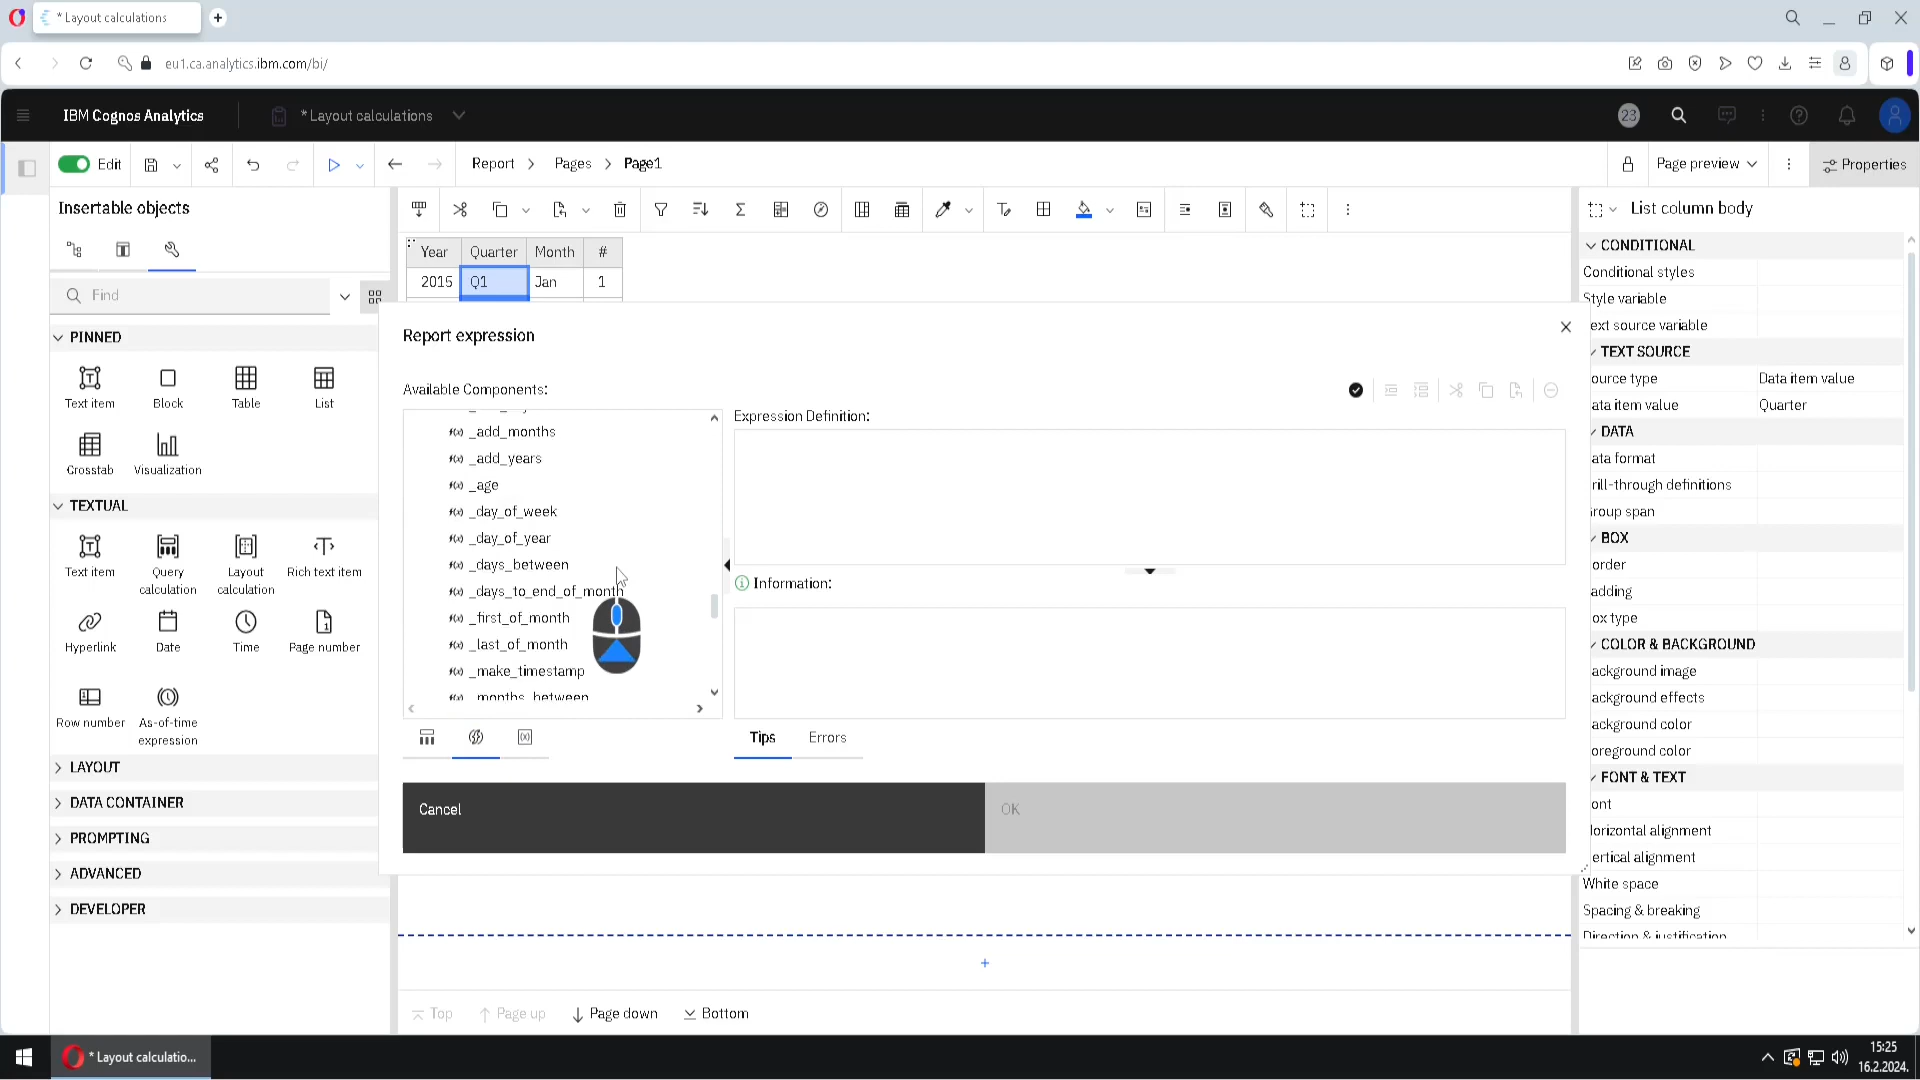 * Layout calculations
eu1.ca.analytics.ibm.com/bi/
IBM Cognos Analytics
* Layout calculations
23
Edit
Report
Pages
Page1
Page preview
Properties
Insertable objects
List column body
Year Quarter Month #
2015 Q1 Jan 1
Find
PINNED
Text item
Block
Table
List
Crosstab
Visualization
TEXTUAL
Text item
Query calculation
Layout calculation
Rich text item
Hyperlink
Date
Time
Page number
Row number
As-of-time expression
LAYOUT
DATA CONTAINER
PROMPTING
ADVANCED
DEVELOPER
Report expression
Available Components:
f(x) _add_months
f(x) _add_years
f(x) _age
f(x) _day_of_week
f(x) _day_of_year
f(x) _days_between
f(x) _days_to_end_of_month
f(x) _first_of_month
f(x) _last_of_month
f(x) _make_timestamp
f(x) _months_between
Expression Definition:
Information:
Tips
Errors
Cancel
OK
CONDITIONAL
Conditional styles
Style variable
ext source variable
TEXT SOURCE
ource type Data item value
ata item value Quarter
DATA
ata format
rill-through definitions
roup span
BOX
order
adding
ox type
COLOR & BACKGROUND
ackground image
ackground effects
ackground color
oreground color
FONT & TEXT
ont
orizontal alignment
ertical alignment
White space
Spacing & breaking
Direction & justification
Top
Page up
Page down
Bottom
* Layout calculatio...
15:25
16.2.2024.